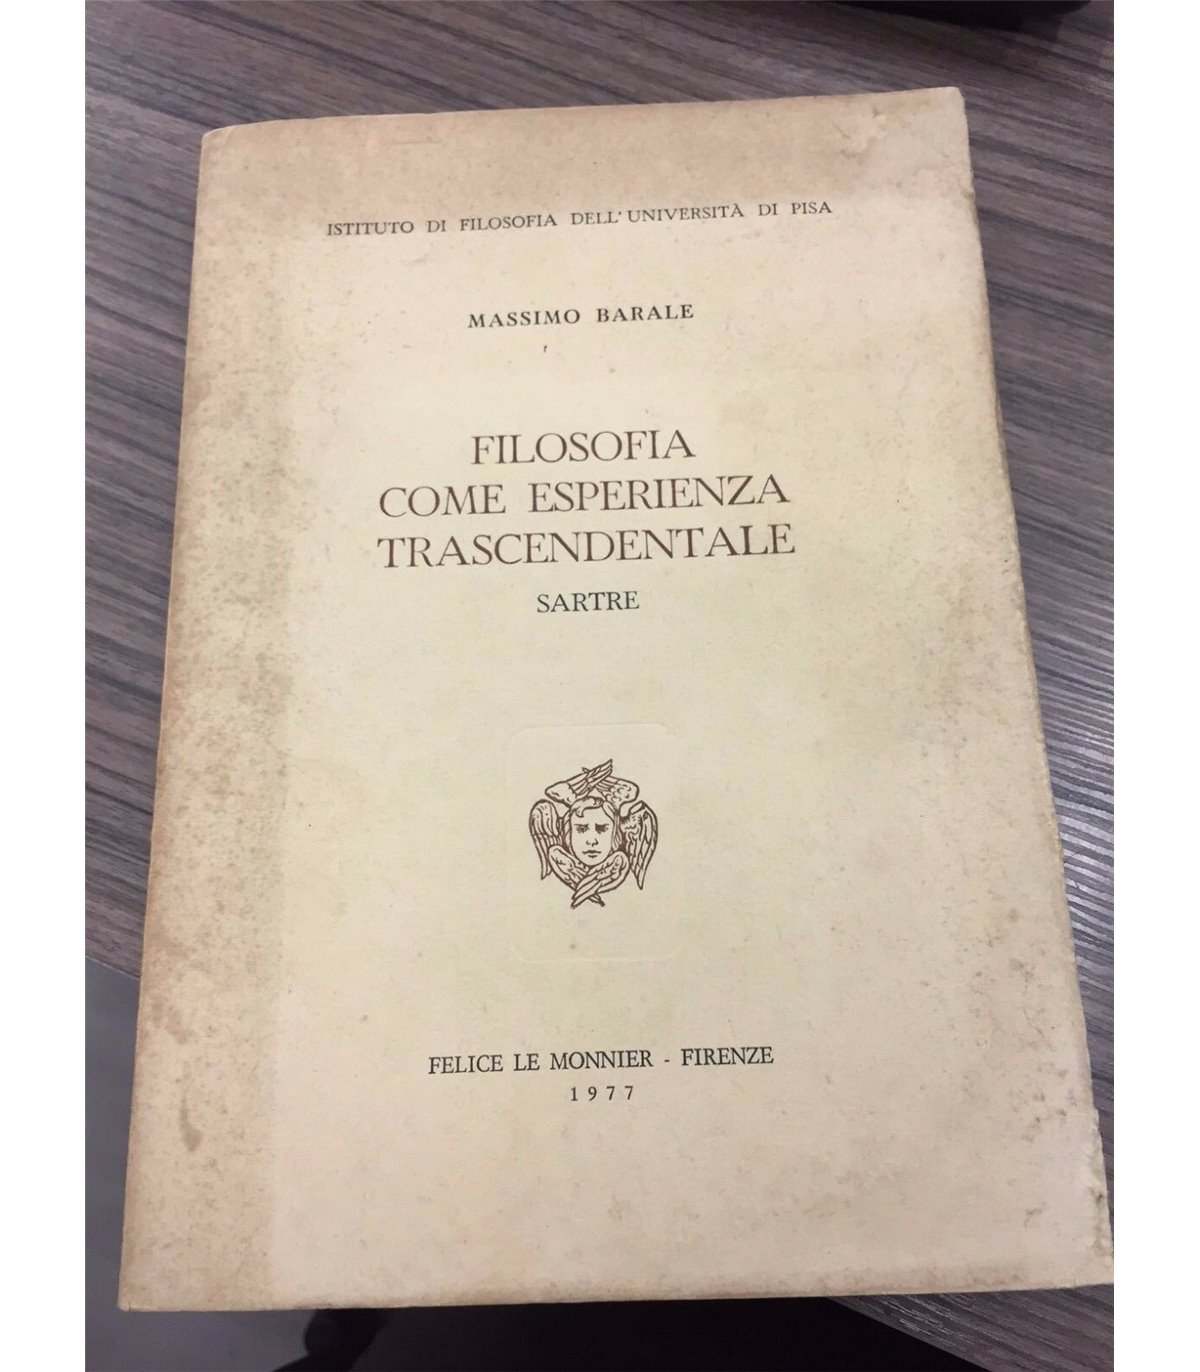 ISTITUTO DI FILOSOFIA DELL'UNIVERSITÀ DI PISA
MASSIMO BARALE
FILOSOFIA
COME ESPERIENZA
TRASCENDENTALE
SARTRE
FELICE LE MONNIER - FIRENZE
1977